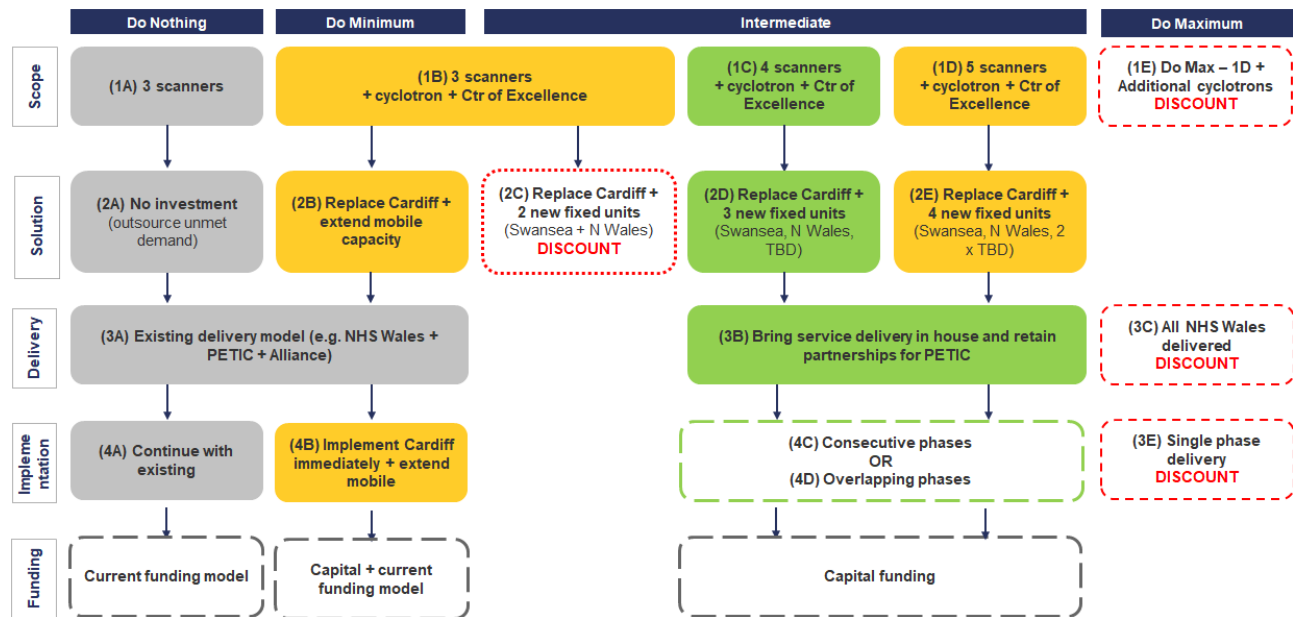 Do Nothing
Do Minimum
Intermediate
Do Maximum
Scope
(1A) 3 scanners
(1B) 3 scanners
+ cyclotron + Ctr of Excellence
(1C) 4 scanners
+ cyclotron + Ctr of
Excellence
(1D) 5 scanners
+ cyclotron + Ctr of
Excellence
(1E) Do Max – 1D +
Additional cyclotrons
DISCOUNT
Solution
(2A) No investment
(outsource unmet
demand)
(2B) Replace Cardiff +
extend mobile
capacity
(2C) Replace Cardiff +
2 new fixed units
(Swansea + N Wales)
DISCOUNT
(2D) Replace Cardiff +
3 new fixed units
(Swansea, N Wales,
TBD)
(2E) Replace Cardiff +
4 new fixed units
(Swansea, N Wales, 2
x TBD)
Delivery
(3A) Existing delivery model (e.g. NHS Wales +
PETIC + Alliance)
(3B) Bring service delivery in house and retain
partnerships for PETIC
(3C) All NHS Wales
delivered
DISCOUNT
Impleme
ntation
(4A) Continue with
existing
(4B) Implement Cardiff
immediately + extend
mobile
(4C) Consecutive phases
OR
(4D) Overlapping phases
(3E) Single phase
delivery
DISCOUNT
Funding
Current funding model
Capital + current
funding model
Capital funding